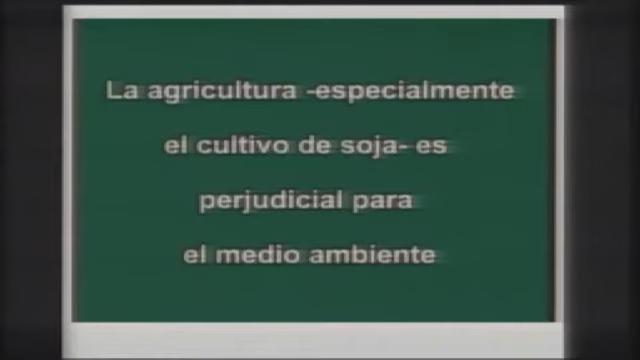 La agricultura -especialmente
el cultivo de soja- es
perjudicial para
el medio ambiente